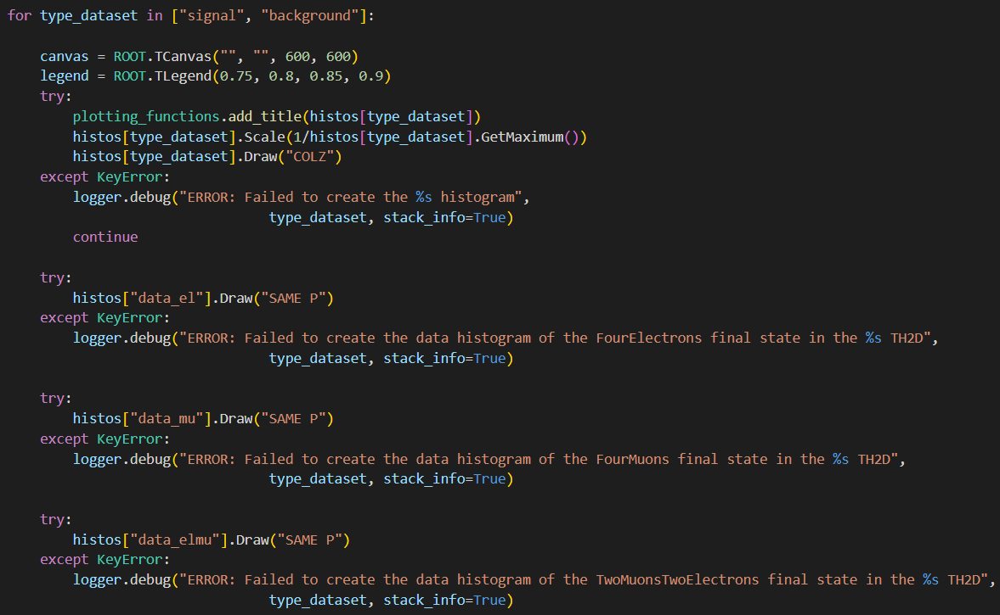 for type_dataset in ["signal", "background"]:
    canvas = ROOT.TCanvas("", "", 600, 600)
    legend = ROOT.TLegend(0.75, 0.8, 0.85, 0.9)
    try:
        plotting_functions.add_title(histos[type_dataset])
        histos[type_dataset].Scale(1/histos[type_dataset].GetMaximum())
        histos[type_dataset].Draw("COLZ")
    except KeyError:
        logger.debug("ERROR: Failed to create the %s histogram",
                                type_dataset, stack_info=True)
        continue
    try:
        histos["data_el"].Draw("SAME P")
    except KeyError:
        logger.debug("ERROR: Failed to create the data histogram of the FourElectrons final state in the %s TH2D",
                                type_dataset, stack_info=True)
    try:
        histos["data_mu"].Draw("SAME P")
    except KeyError:
        logger.debug("ERROR: Failed to create the data histogram of the FourMuons final state in the %s TH2D",
                                type_dataset, stack_info=True)
    try:
        histos["data_elmu"].Draw("SAME P")
    except KeyError:
        logger.debug("ERROR: Failed to create the data histogram of the TwoMuonsTwoElectrons final state in the %s TH2D",
                                type_dataset, stack_info=True)